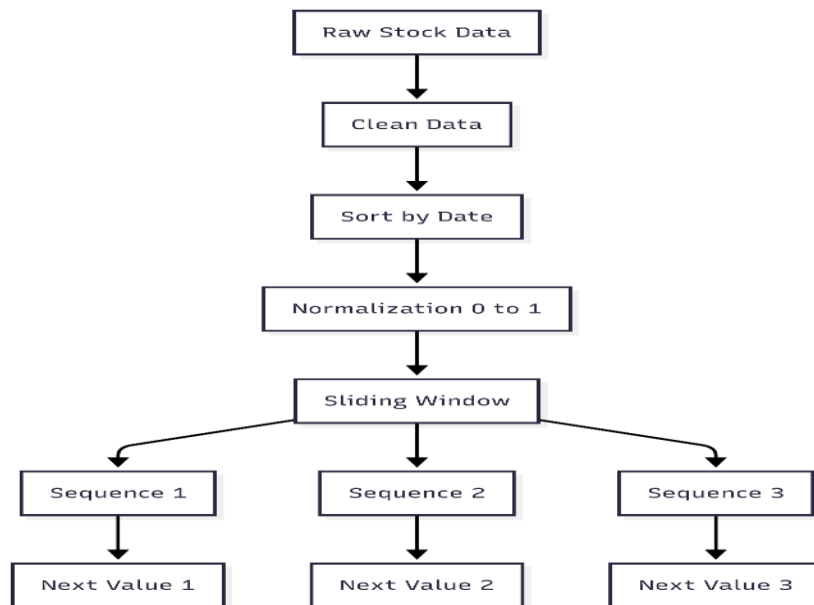 Raw Stock Data
Clean Data
Sort by Date
Normalization 0 to 1
Sliding Window
Sequence 1
Sequence 2
Sequence 3
Next Value 1
Next Value 2
Next Value 3